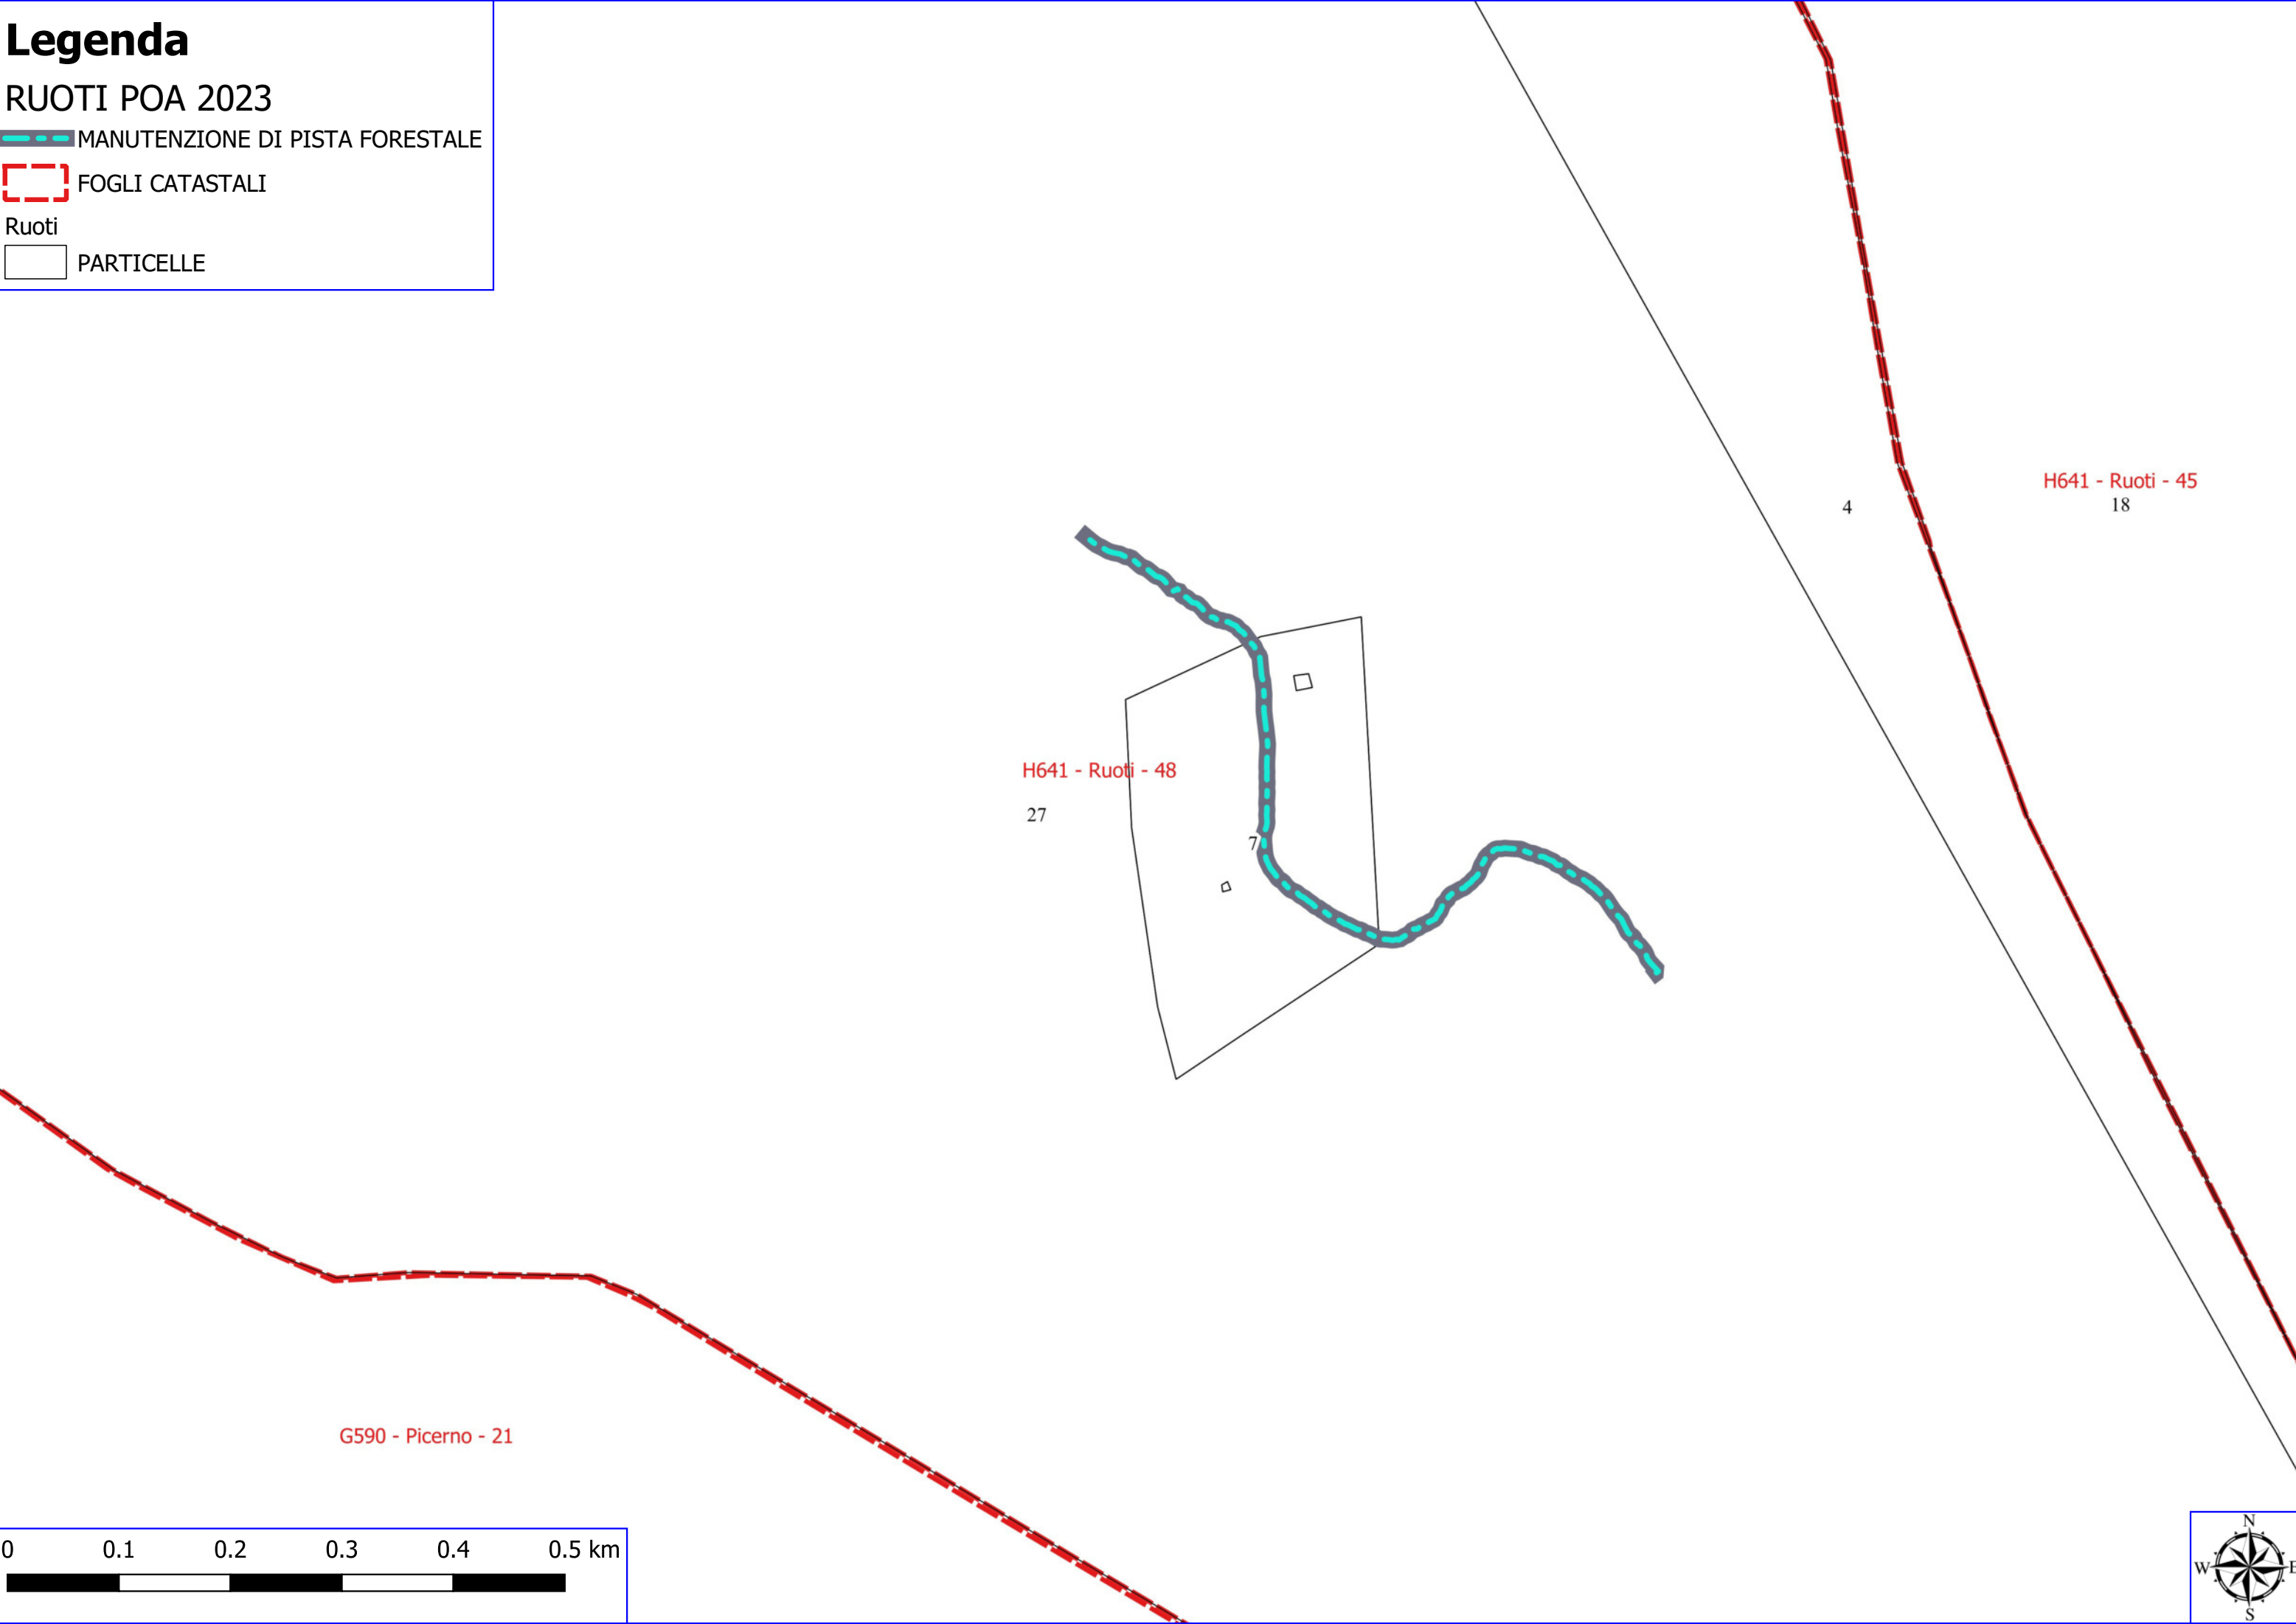 Legenda
RUOTI POA 2023
MANUTENZIONE DI PISTA FORESTALE
FOGLI CATASTALI
Ruoti
PARTICELLE
H641 - Ruoti - 45
4
18
H641 - Ruoti - 48
27
7
G590 - Picerno - 21
0 0.1 0.2 0.3 0.4 0.5 km
N
W E
S